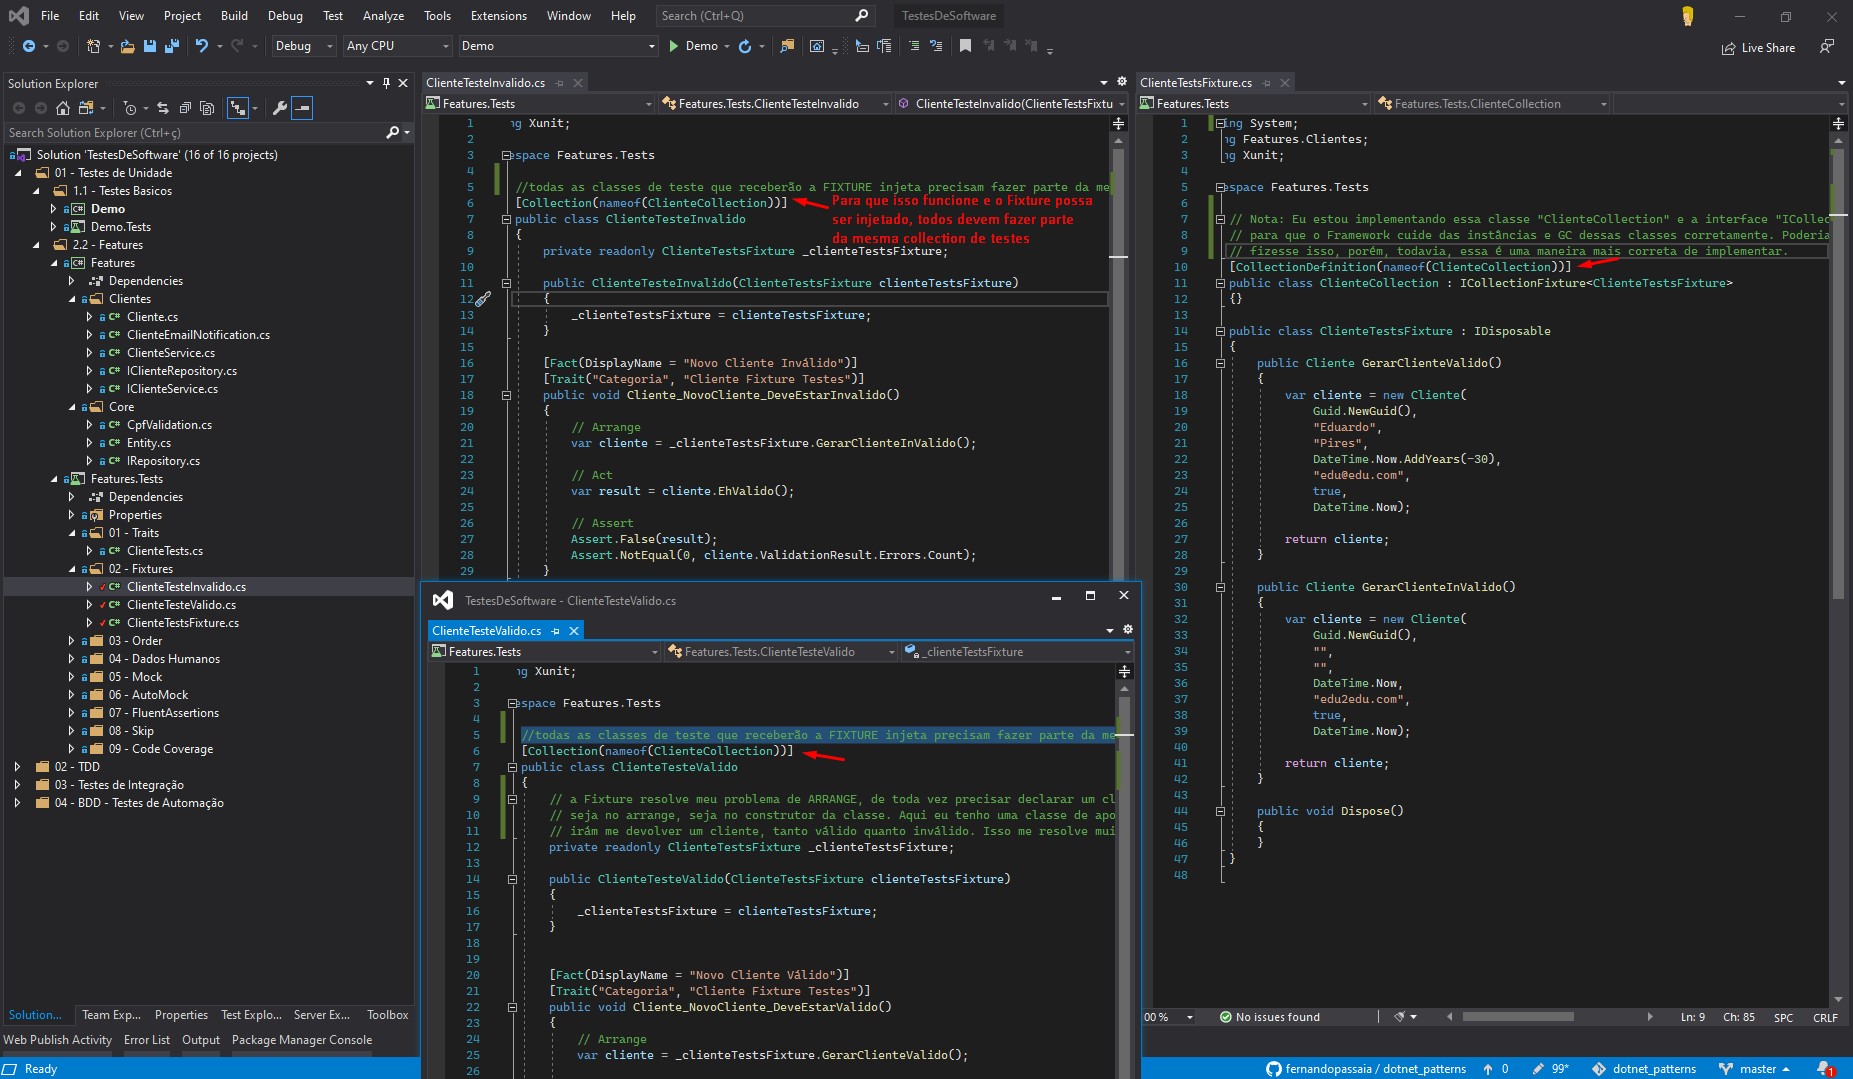 File Edit View Project Build Debug Test Analyze Tools Extensions Window Help Search (Ctrl+Q) TestesDeSoftware
Debug Any CPU Demo Demo Live Share
Solution Explorer
Search Solution Explorer (Ctrl+ç)
Solution 'TestesDeSoftware' (16 of 16 projects)
01 - Testes de Unidade
1.1 - Testes Basicos
Demo
Demo.Tests
2.2 - Features
Features
Dependencies
Clientes
Cliente.cs
ClienteEmailNotification.cs
ClienteService.cs
IClienteRepository.cs
IClienteService.cs
Core
CpfValidation.cs
Entity.cs
IRepository.cs
Features.Tests
Dependencies
Properties
01 - Traits
ClienteTests.cs
02 - Fixtures
ClienteTesteInvalido.cs
ClienteTesteValido.cs
ClienteTestsFixture.cs
03 - Order
04 - Dados Humanos
05 - Mock
06 - AutoMock
07 - FluentAssertions
08 - Skip
09 - Code Coverage
02 - TDD
03 - Testes de Integração
04 - BDD - Testes de Automação
Solution... Team Exp... Properties Test Explo... Server Ex... Toolbox
Web Publish Activity Error List Output Package Manager Console
Ready
ClienteTesteInvalido.cs
Features.Tests Features.Tests.ClienteTesteInvalido ClienteTesteInvalido(ClienteTestsFixtu
1 ng Xunit;
2
3 espace Features.Tests
4
5 //todas as classes de teste que receberão a FIXTURE injeta precisam fazer parte da me
6 [Collection(nameof(ClienteCollection))]
7 public class ClienteTesteInvalido
8 {
9 private readonly ClienteTestsFixture _clienteTestsFixture;
10
11 public ClienteTesteInvalido(ClienteTestsFixture clienteTestsFixture)
12 {
13 _clienteTestsFixture = clienteTestsFixture;
14 }
15
16 [Fact(DisplayName = "Novo Cliente Inválido")]
17 [Trait("Categoria", "Cliente Fixture Testes")]
18 public void Cliente_NovoCliente_DeveEstarInvalido()
19 {
20 // Arrange
21 var cliente = _clienteTestsFixture.GerarClienteInValido();
22
23 // Act
24 var result = cliente.EhValido();
25
26 // Assert
27 Assert.False(result);
28 Assert.NotEqual(0, cliente.ValidationResult.Errors.Count);
29 }
Para que isso funcione e o Fixture possa
ser injetado, todos devem fazer parte
da mesma collection de testes
TestesDeSoftware - ClienteTesteValido.cs
ClienteTesteValido.cs
Features.Tests Features.Tests.ClienteTesteValido _clienteTestsFixture
1 ng Xunit;
2
3 espace Features.Tests
4
5 //todas as classes de teste que receberão a FIXTURE injeta precisam fazer parte da me
6 [Collection(nameof(ClienteCollection))]
7 public class ClienteTesteValido
8 {
9 // a Fixture resolve meu problema de ARRANGE, de toda vez precisar declarar um cl
10 // seja no arrange, seja no construtor da classe. Aqui eu tenho uma classe de apo
11 // irám me devolver um cliente, tanto válido quanto inválido. Isso me resolve mui
12 private readonly ClienteTestsFixture _clienteTestsFixture;
13
14 public ClienteTesteValido(ClienteTestsFixture clienteTestsFixture)
15 {
16 _clienteTestsFixture = clienteTestsFixture;
17 }
18
19
20 [Fact(DisplayName = "Novo Cliente Válido")]
21 [Trait("Categoria", "Cliente Fixture Testes")]
22 public void Cliente_NovoCliente_DeveEstarValido()
23 {
24 // Arrange
25 var cliente = _clienteTestsFixture.GerarClienteValido();
26
ClienteTestsFixture.cs
Features.Tests Features.Tests.ClienteCollection
1 ing System;
2 ng Features.Clientes;
3 ng Xunit;
4
5 espace Features.Tests
6
7 // Nota: Eu estou implementando essa classe "ClienteCollection" e a interface "ICollec
8 // para que o Framework cuide das instâncias e GC dessas classes corretamente. Poderia
9 // fizesse isso, porém, todavia, essa é uma maneira mais correta de implementar.
10 [CollectionDefinition(nameof(ClienteCollection))]
11 public class ClienteCollection : ICollectionFixture<ClienteTestsFixture>
12 {}
13
14 public class ClienteTestsFixture : IDisposable
15 {
16 public Cliente GerarClienteValido()
17 {
18 var cliente = new Cliente(
19 Guid.NewGuid(),
20 "Eduardo",
21 "Pires",
22 DateTime.Now.AddYears(-30),
23 "edu@edu.com",
24 true,
25 DateTime.Now);
26
27 return cliente;
28 }
29
30 public Cliente GerarClienteInValido()
31 {
32 var cliente = new Cliente(
33 Guid.NewGuid(),
34 "",
35 "",
36 DateTime.Now,
37 "edu2edu.com",
38 true,
39 DateTime.Now);
40
41 return cliente;
42 }
43
44 public void Dispose()
45 {
46 }
47 }
48
00 % No issues found Ln: 9 Ch: 85 SPC CRLF
fernandopassaia / dotnet_patterns 0 99* dotnet_patterns master 1